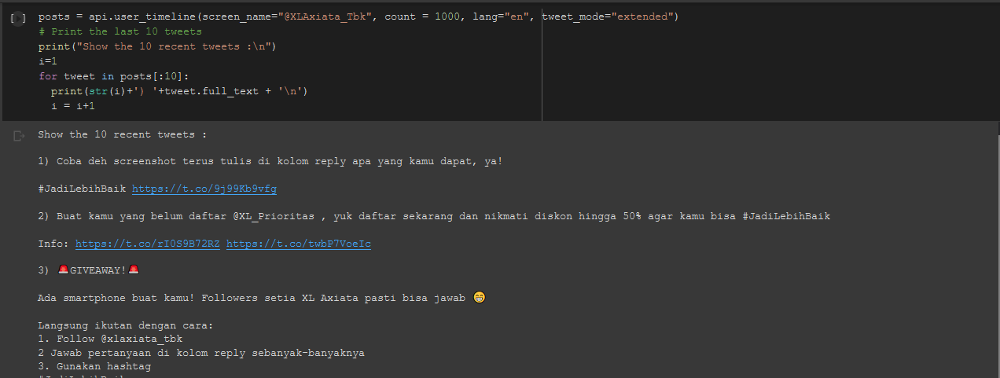 [ ] posts = api.user_timeline(screen_name="@XLAxiata_Tbk", count = 1000, lang="en", tweet_mode="extended")
# Print the last 10 tweets
print("Show the 10 recent tweets :\n")
i=1
for tweet in posts[:10]:
  print(str(i)+') '+tweet.full_text + '\n')
  i = i+1
Show the 10 recent tweets :
1) Coba deh screenshot terus tulis di kolom reply apa yang kamu dapat, ya!
#JadiLebihBaik https://t.co/9j99Kb9vfg
2) Buat kamu yang belum daftar @XL_Prioritas , yuk daftar sekarang dan nikmati diskon hingga 50% agar kamu bisa #JadiLebihBaik
Info: https://t.co/rI0S9B72RZ https://t.co/twbP7VoeIc
3) 🚨GIVEAWAY!🚨
Ada smartphone buat kamu! Followers setia XL Axiata pasti bisa jawab 😁
Langsung ikutan dengan cara:
1. Follow @xlaxiata_tbk
2 Jawab pertanyaan di kolom reply sebanyak-banyaknya
3. Gunakan hashtag
#JadiLebihBaik